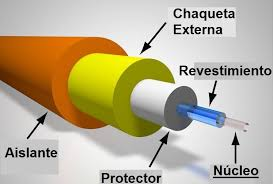 Chaqueta
Externa
Revestimiento
Aislante
Protector
Núcleo